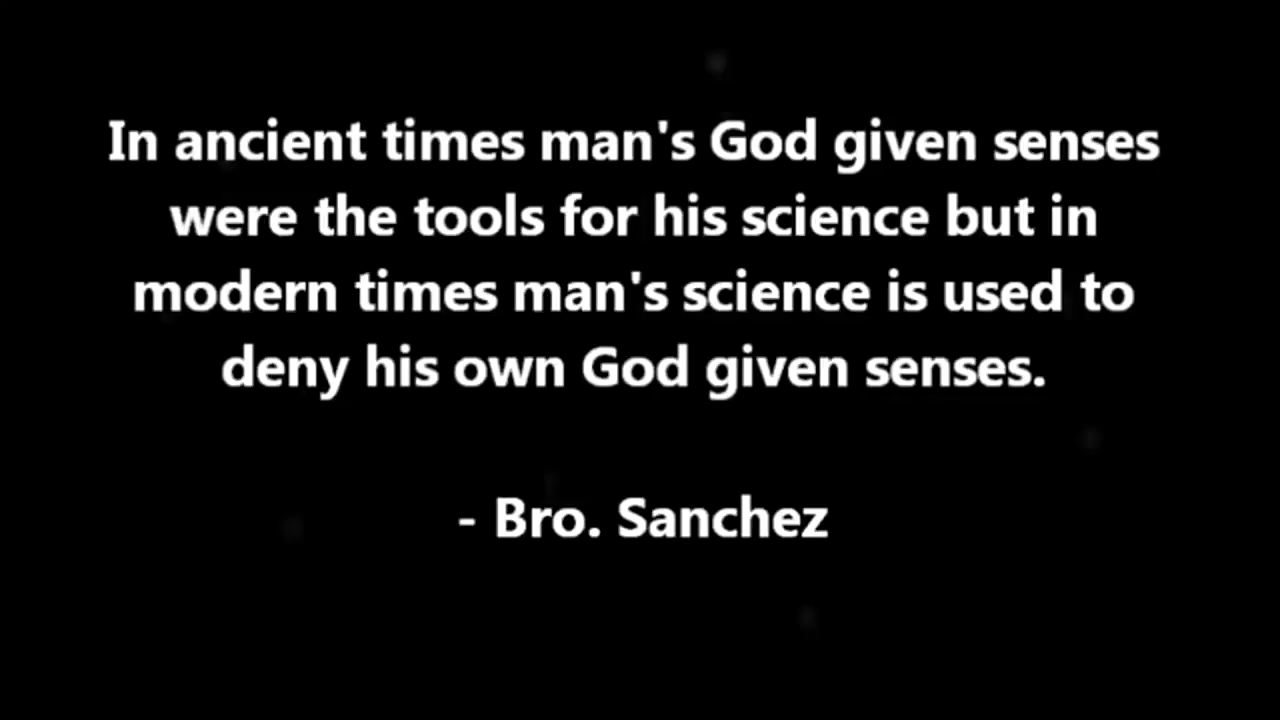 In ancient times man's God given senses
were the tools for his science but in
modern times man's science is used to
deny his own God given senses.
- Bro. Sanchez